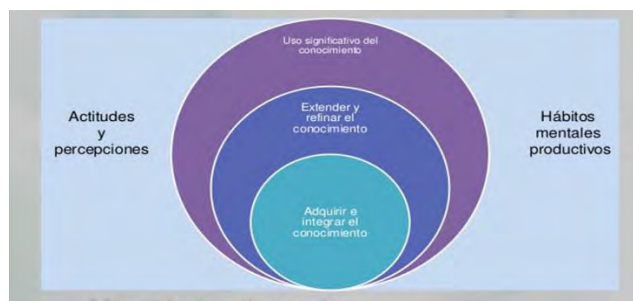 Uso significativo del
conocimiento
Actitudes
y
percepciones
Extender y
refinar el
conocimiento
Hábitos
mentales
productivos
Adquirir e
integrar el
conocimiento